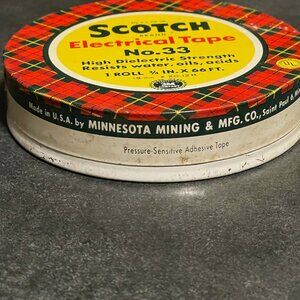 SCOTCH
BRAND
Electrical Tape
No. 33
High Dielectric Strength
Resists water, oils, acids
1 ROLL ¾ IN. X 66 FT.
Made in U.S.A. by MINNESOTA MINING & MFG. CO., Saint Paul 6,
Pressure-Sensitive Adhesive Tape